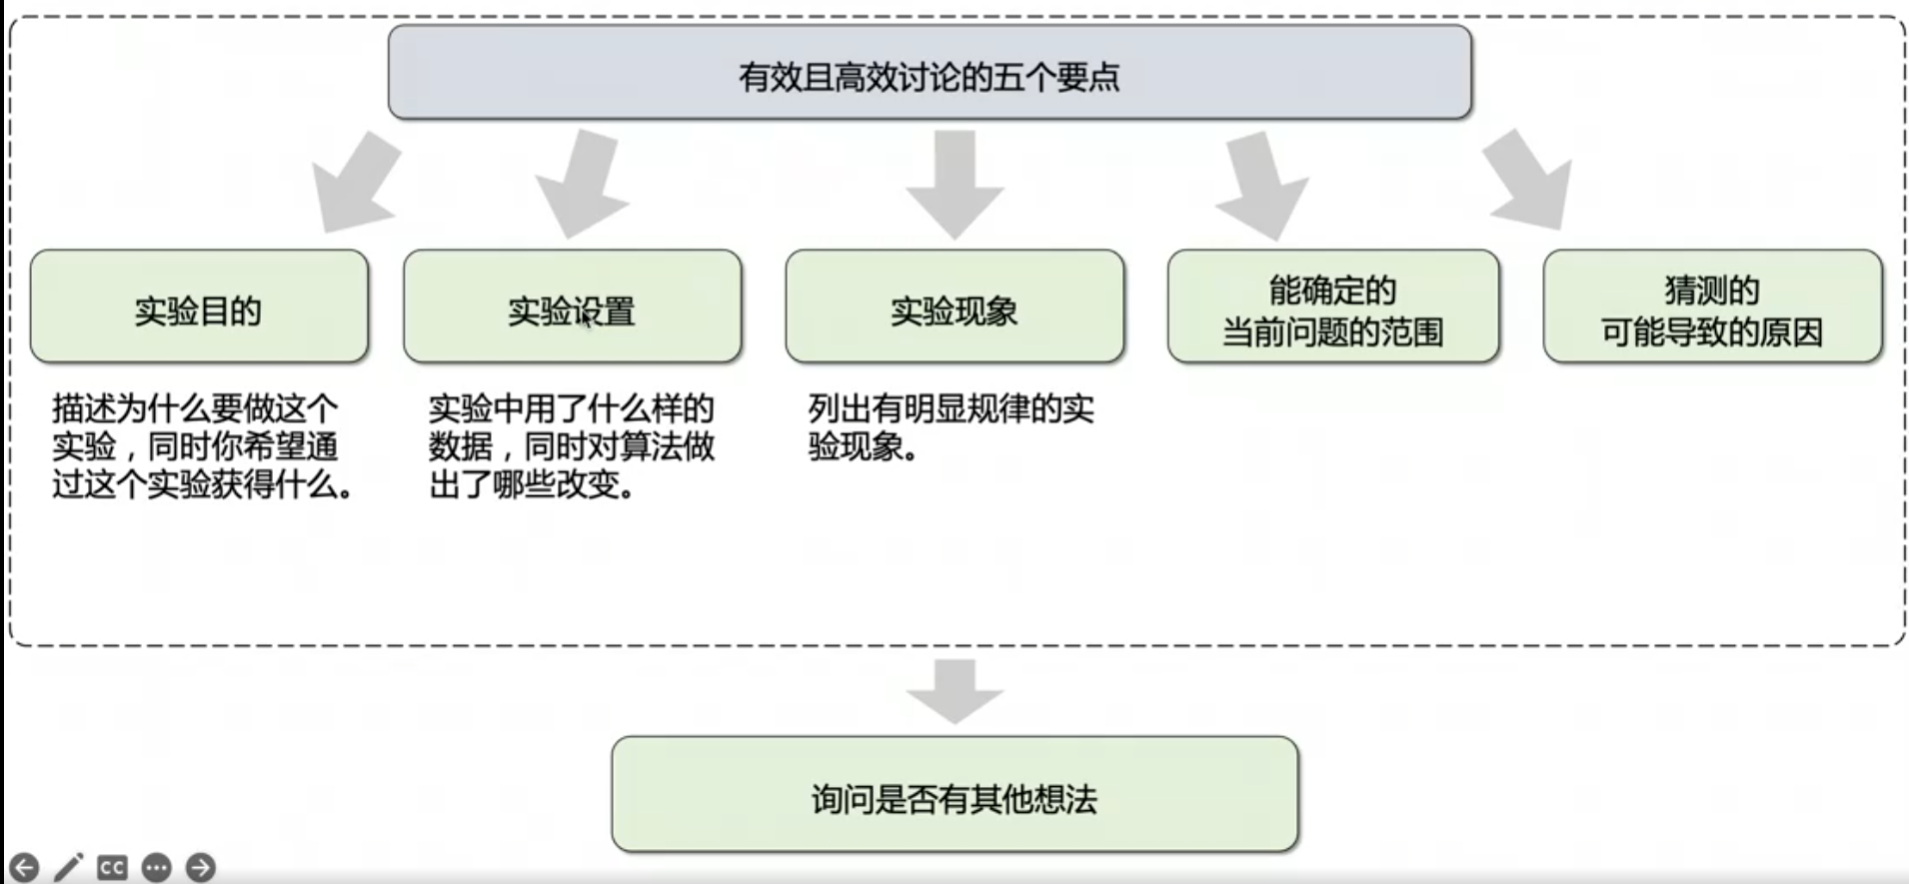 有效且高效讨论的五个要点
实验目的
描述为什么要做这个
实验，同时你希望通
过这个实验获得什么。
实验设置
实验中用了什么样的
数据，同时对算法做
出了哪些改变。
实验现象
列出有明显规律的实
验现象。
能确定的
当前问题的范围
猜测的
可能导致的原因
询问是否有其他想法
CC